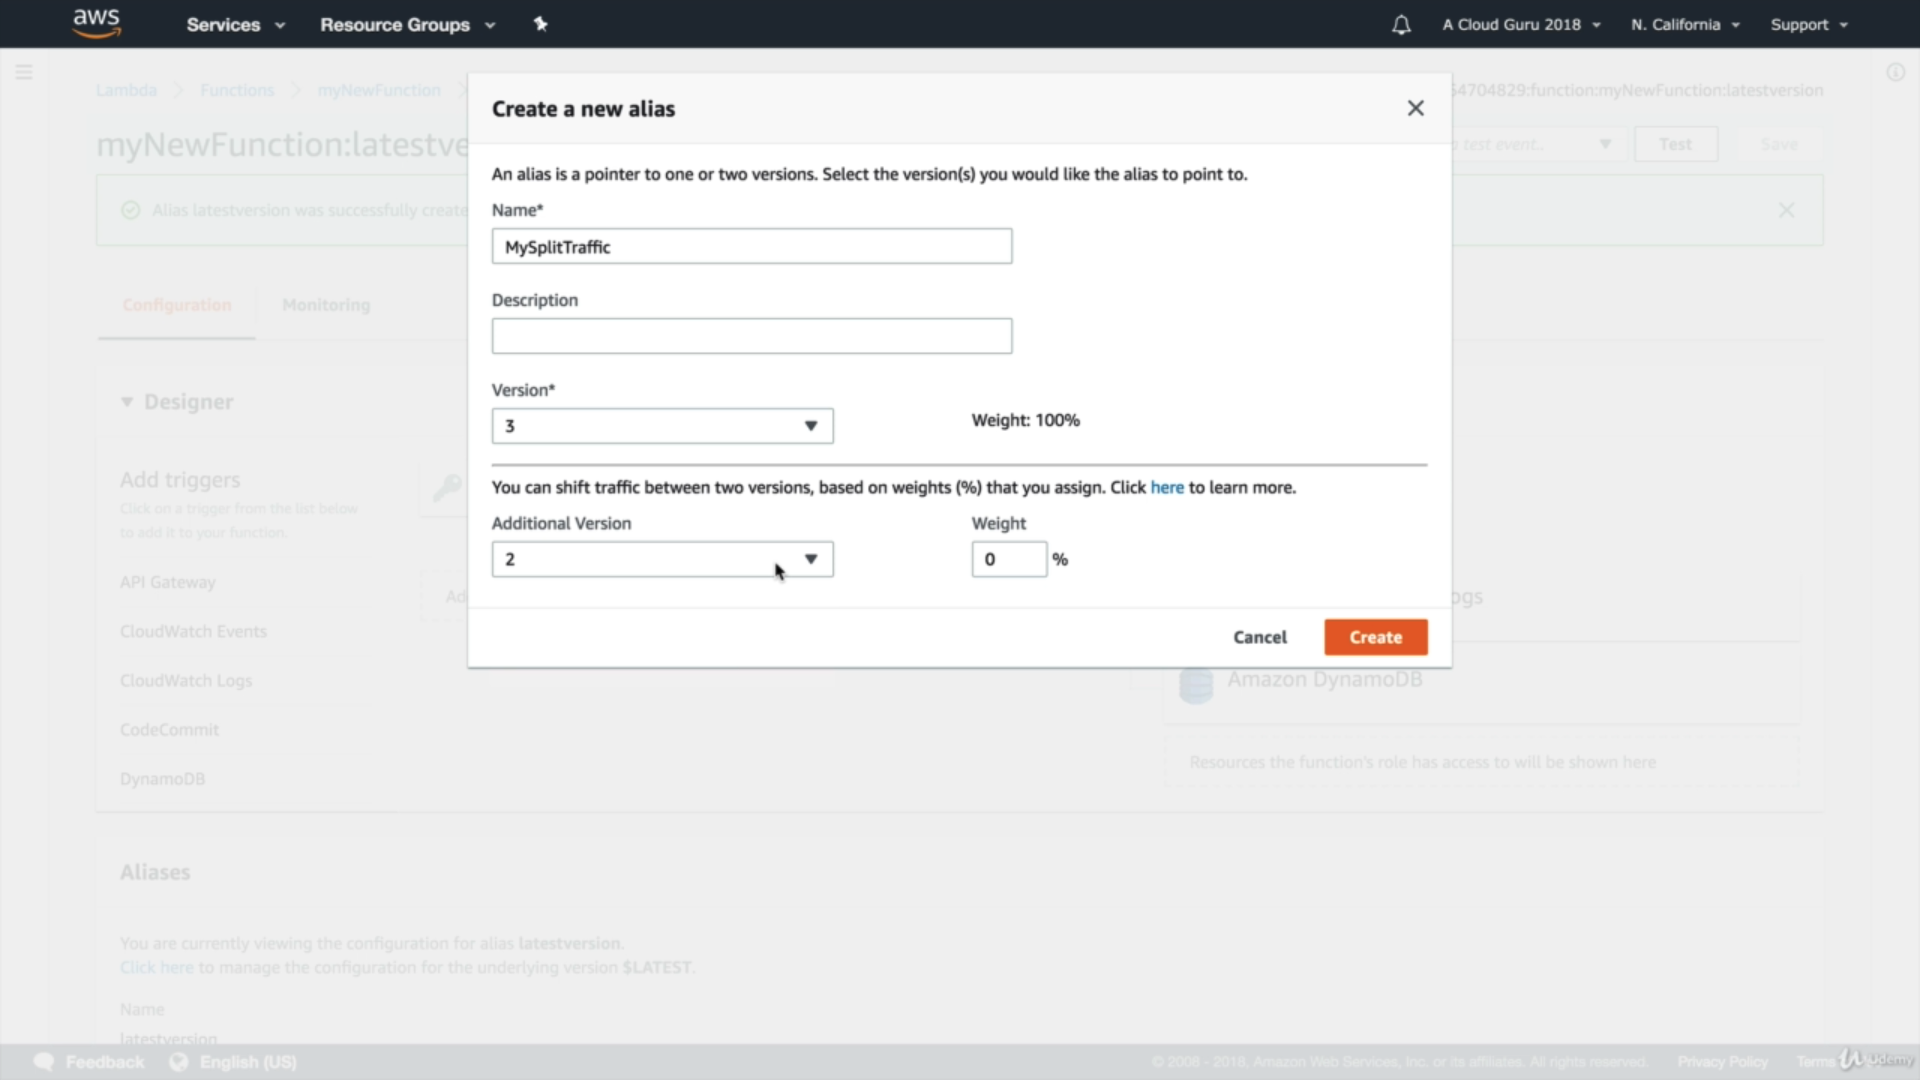 aws Services Resource Groups A Cloud Guru 2018 N. California Support
Lambda Functions myNewFunction 54704829:function:myNewFunction:latestversion
myNewFunction:latestve test event.. Test Save
Alias latestversion was successfully create
Configuration Monitoring
Create a new alias
An alias is a pointer to one or two versions. Select the version(s) you would like the alias to point to.
Name*
MySplitTraffic
Description
Version*
3 Weight: 100%
You can shift traffic between two versions, based on weights (%) that you assign. Click here to learn more.
Additional Version Weight
2 0 %
Cancel Create
Designer
Add triggers
Click on a trigger from the list below
to add it to your function.
API Gateway
CloudWatch Events
CloudWatch Logs
CodeCommit
DynamoDB
Ad
ogs
Amazon DynamoDB
Resources the function's role has access to will be shown here
Aliases
You are currently viewing the configuration for alias latestversion.
Click here to manage the configuration for the underlying version $LATEST.
Name
latestversion
Feedback English (US) © 2008 - 2018, Amazon Web Services, Inc. or its affiliates. All rights reserved. Privacy Policy Terms Udemy